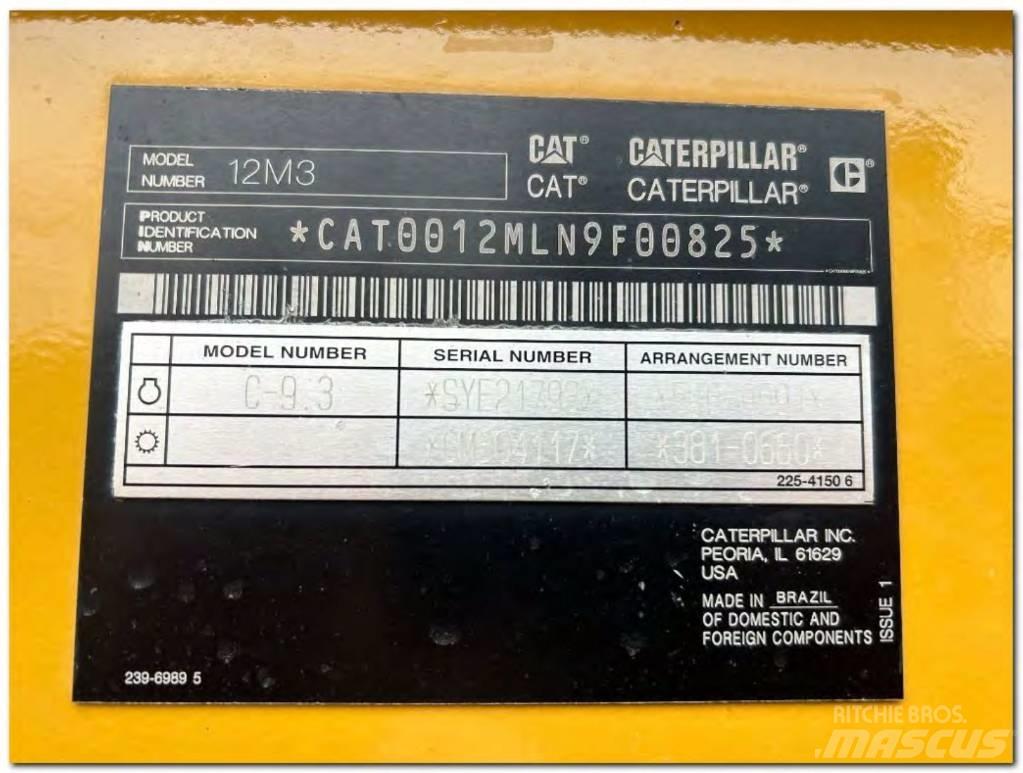 MODEL
NUMBER 12M3
CAT® CATERPILLAR®
CAT® CATERPILLAR®
C®
PRODUCT
IDENTIFICATION
NUMBER
*CAT0012MLN9F00825*
MODEL NUMBER SERIAL NUMBER ARRANGEMENT NUMBER
C-9.3
*381-0660*
225-4150 6
CATERPILLAR INC.
PEORIA, IL 61629
USA
MADE IN BRAZIL
OF DOMESTIC AND
FOREIGN COMPONENTS
ISSUE 1
239-6989 5
RITCHIE BROS.
MASCUS